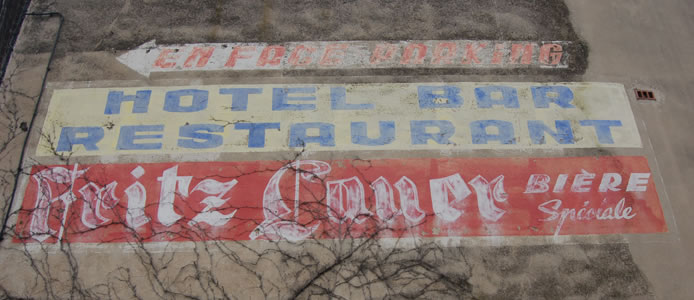 EN FACE PARKING
HOTEL BAR
RESTAURANT
Fritz Lauer BIÈRE
Spéciale